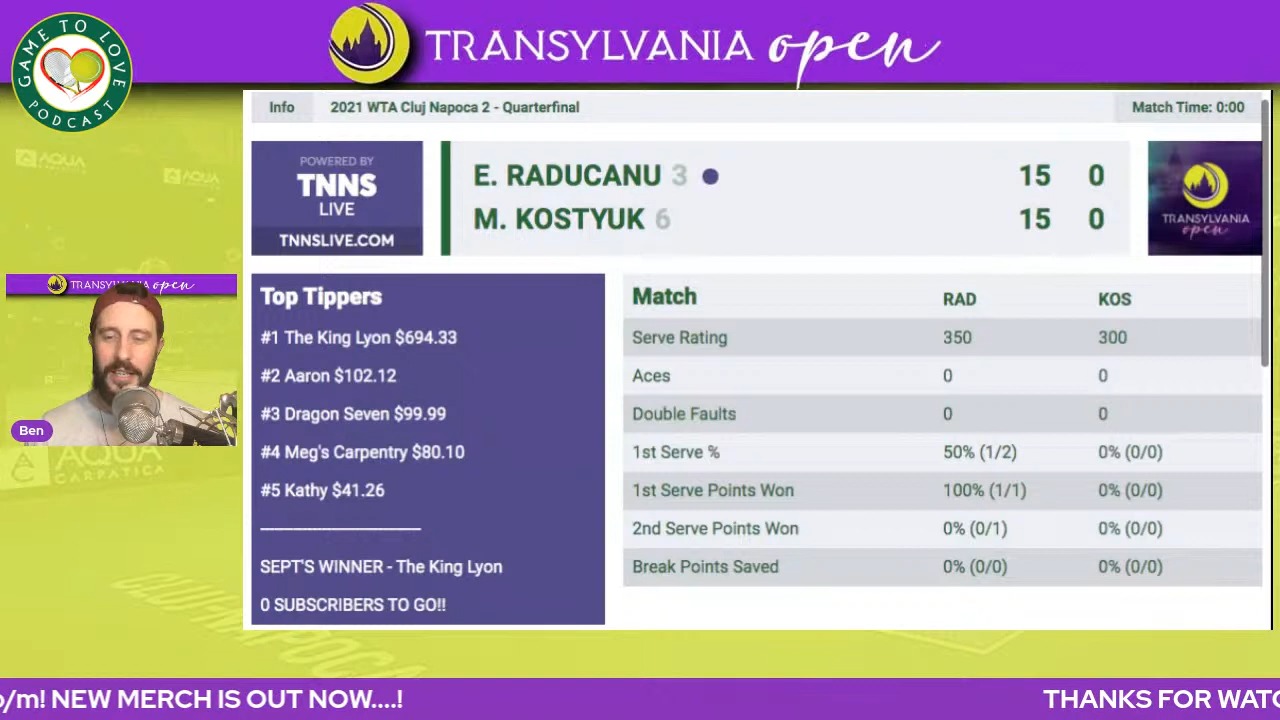 GAME TO LOVE
PODCAST
TRANSYLVANIA open
Info 2021 WTA Cluj Napoca 2 - Quarterfinal Match Time: 0:00
POWERED BY
TNNS
LIVE
TNNSLIVE.COM
E. RADUCANU 3 15 0
M. KOSTYUK 6 15 0
TRANSYLVANIA
open
Top Tippers
#1 The King Lyon $694.33
#2 Aaron $102.12
#3 Dragon Seven $99.99
#4 Meg's Carpentry $80.10
#5 Kathy $41.26
SEPT'S WINNER - The King Lyon
0 SUBSCRIBERS TO GO!!
Match RAD KOS
Serve Rating 350 300
Aces 0 0
Double Faults 0 0
1st Serve % 50% (1/2) 0% (0/0)
1st Serve Points Won 100% (1/1) 0% (0/0)
2nd Serve Points Won 0% (0/1) 0% (0/0)
Break Points Saved 0% (0/0) 0% (0/0)
AQUA
AQUA
open
Ben
AQUA
CARPATICA
CLUJ-NAPOCA
o/m! NEW MERCH IS OUT NOW....! THANKS FOR WATC